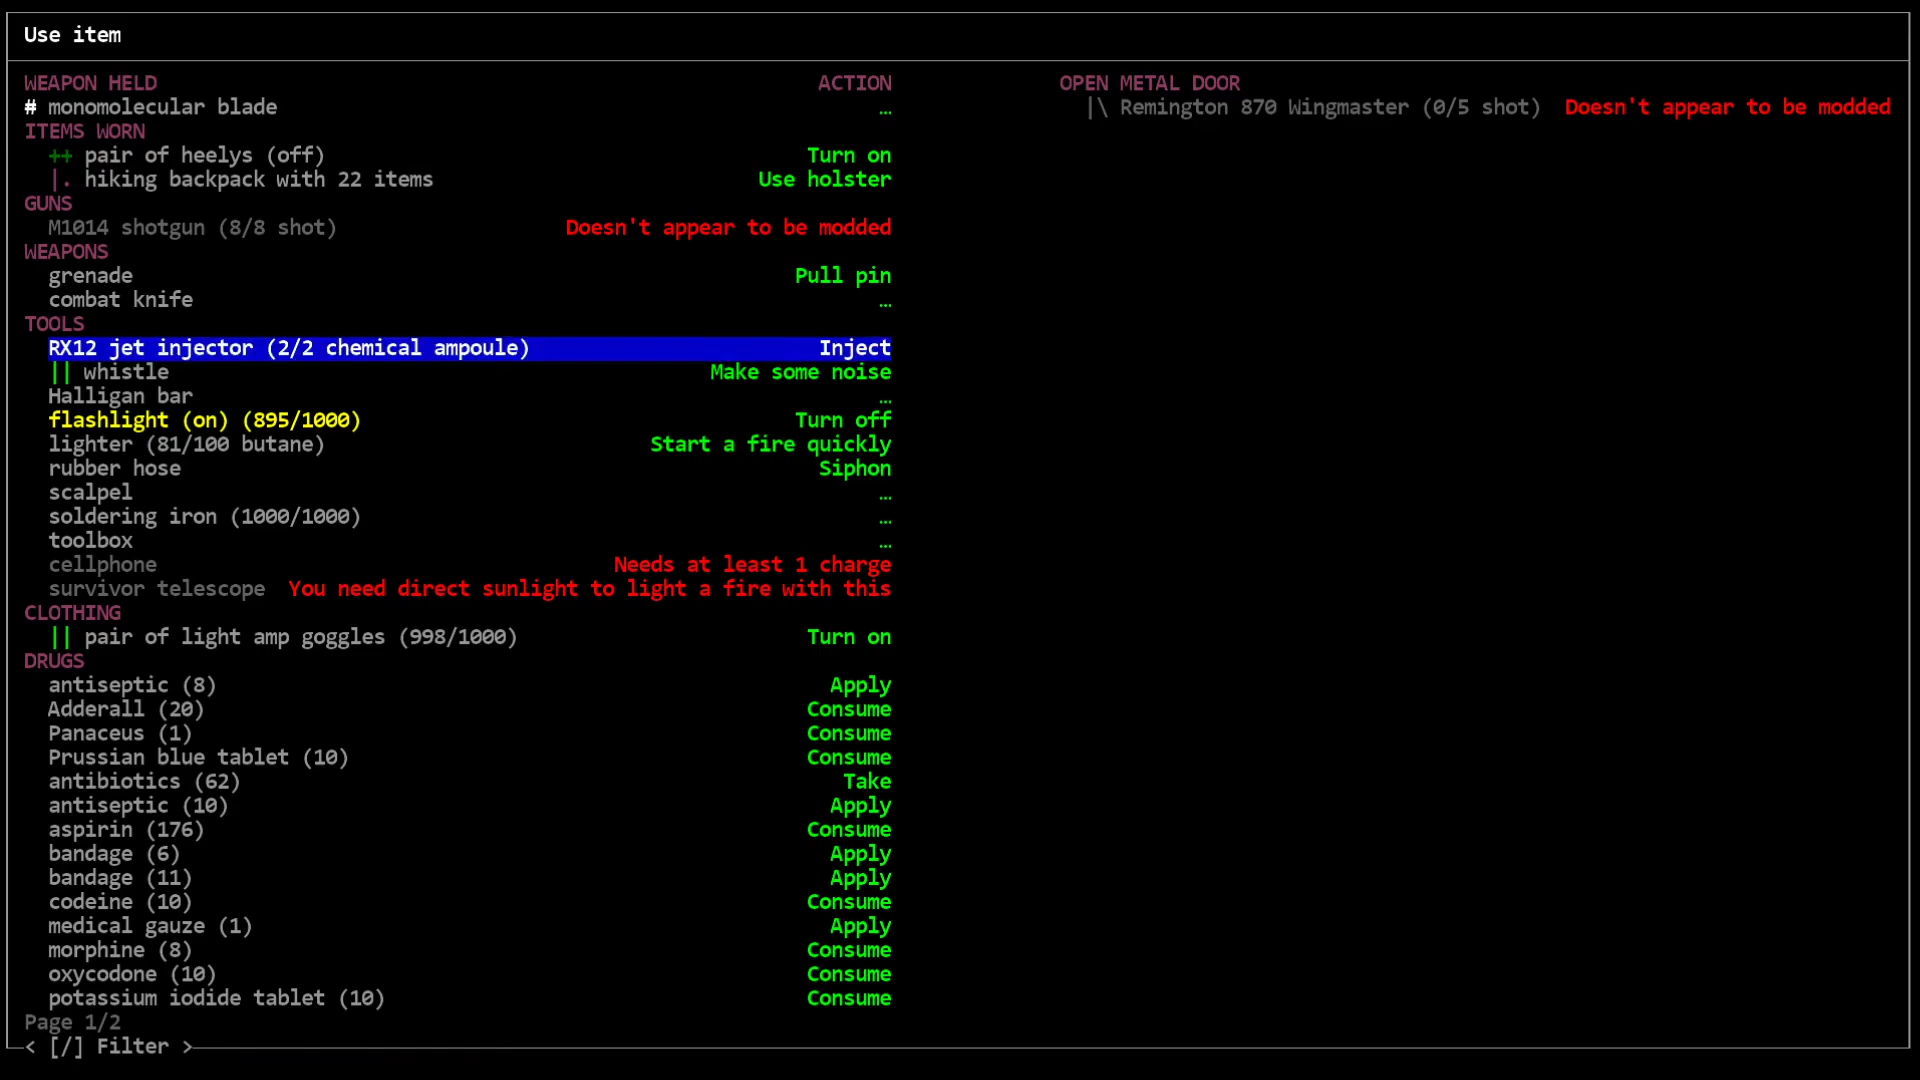 Use item
WEAPON HELD ACTION
# monomolecular blade …
ITEMS WORN
++ pair of heelys (off) Turn on
|. hiking backpack with 22 items Use holster
GUNS
M1014 shotgun (8/8 shot) Doesn't appear to be modded
WEAPONS
grenade Pull pin
combat knife …
TOOLS
RX12 jet injector (2/2 chemical ampoule) Inject
|| whistle Make some noise
Halligan bar …
flashlight (on) (895/1000) Turn off
lighter (81/100 butane) Start a fire quickly
rubber hose Siphon
scalpel …
soldering iron (1000/1000) …
toolbox …
cellphone Needs at least 1 charge
survivor telescope You need direct sunlight to light a fire with this
CLOTHING
|| pair of light amp goggles (998/1000) Turn on
DRUGS
antiseptic (8) Apply
Adderall (20) Consume
Panaceus (1) Consume
Prussian blue tablet (10) Consume
antibiotics (62) Take
antiseptic (10) Apply
aspirin (176) Consume
bandage (6) Apply
bandage (11) Apply
codeine (10) Consume
medical gauze (1) Apply
morphine (8) Consume
oxycodone (10) Consume
potassium iodide tablet (10) Consume
Page 1/2
< [/] Filter >
OPEN METAL DOOR
|\ Remington 870 Wingmaster (0/5 shot) Doesn't appear to be modded